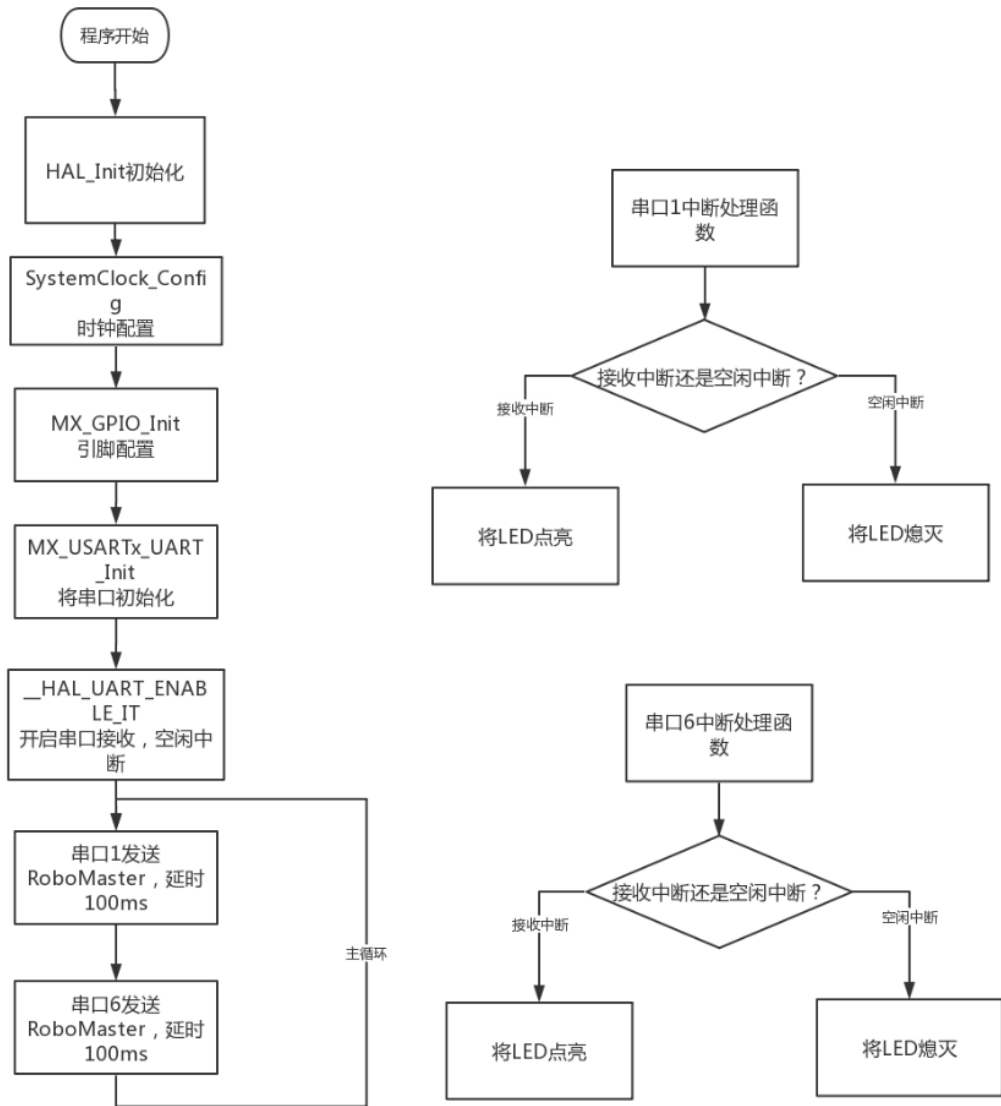 程序开始
HAL_Init初始化
SystemClock_Confi
g
时钟配置
MX_GPIO_Init
引脚配置
MX_USARTx_UART
_Init
将串口初始化
__HAL_UART_ENAB
LE_IT
开启串口接收，空闲中
断
串口1发送
RoboMaster，延时
100ms
串口6发送
RoboMaster，延时
100ms
主循环
串口1中断处理函
数
接收中断还是空闲中断？
接收中断
空闲中断
将LED点亮
将LED熄灭
串口6中断处理函
数
接收中断还是空闲中断？
接收中断
空闲中断
将LED点亮
将LED熄灭